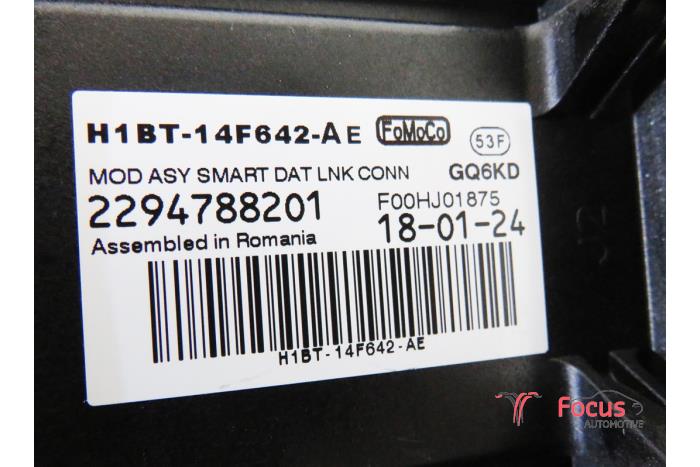 H1BT-14F642-AE FoMoCo 53F
MOD ASY SMART DAT LNK CONN GQ6KD
2294788201 F00HJ01875
Assembled in Romania 18-01-24
H1BT-14F642-AE
Focus
AUTOMOTIVE